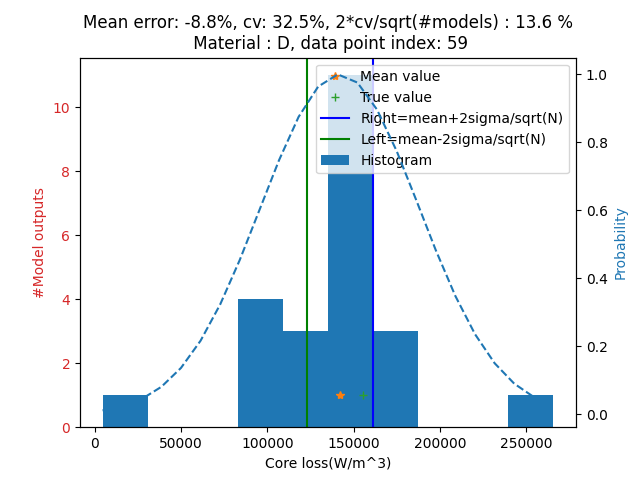 Mean error: -8.8%, cv: 32.5%, 2*cv/sqrt(#models) : 13.6 %
Material : D, data point index: 59
Mean value
True value
Right=mean+2sigma/sqrt(N)
Left=mean-2sigma/sqrt(N)
Histogram
#Model outputs
10
8
6
4
2
0
1.0
0.8
0.6
0.4
0.2
0.0
Probability
0 50000 100000 150000 200000 250000
Core loss(W/m^3)